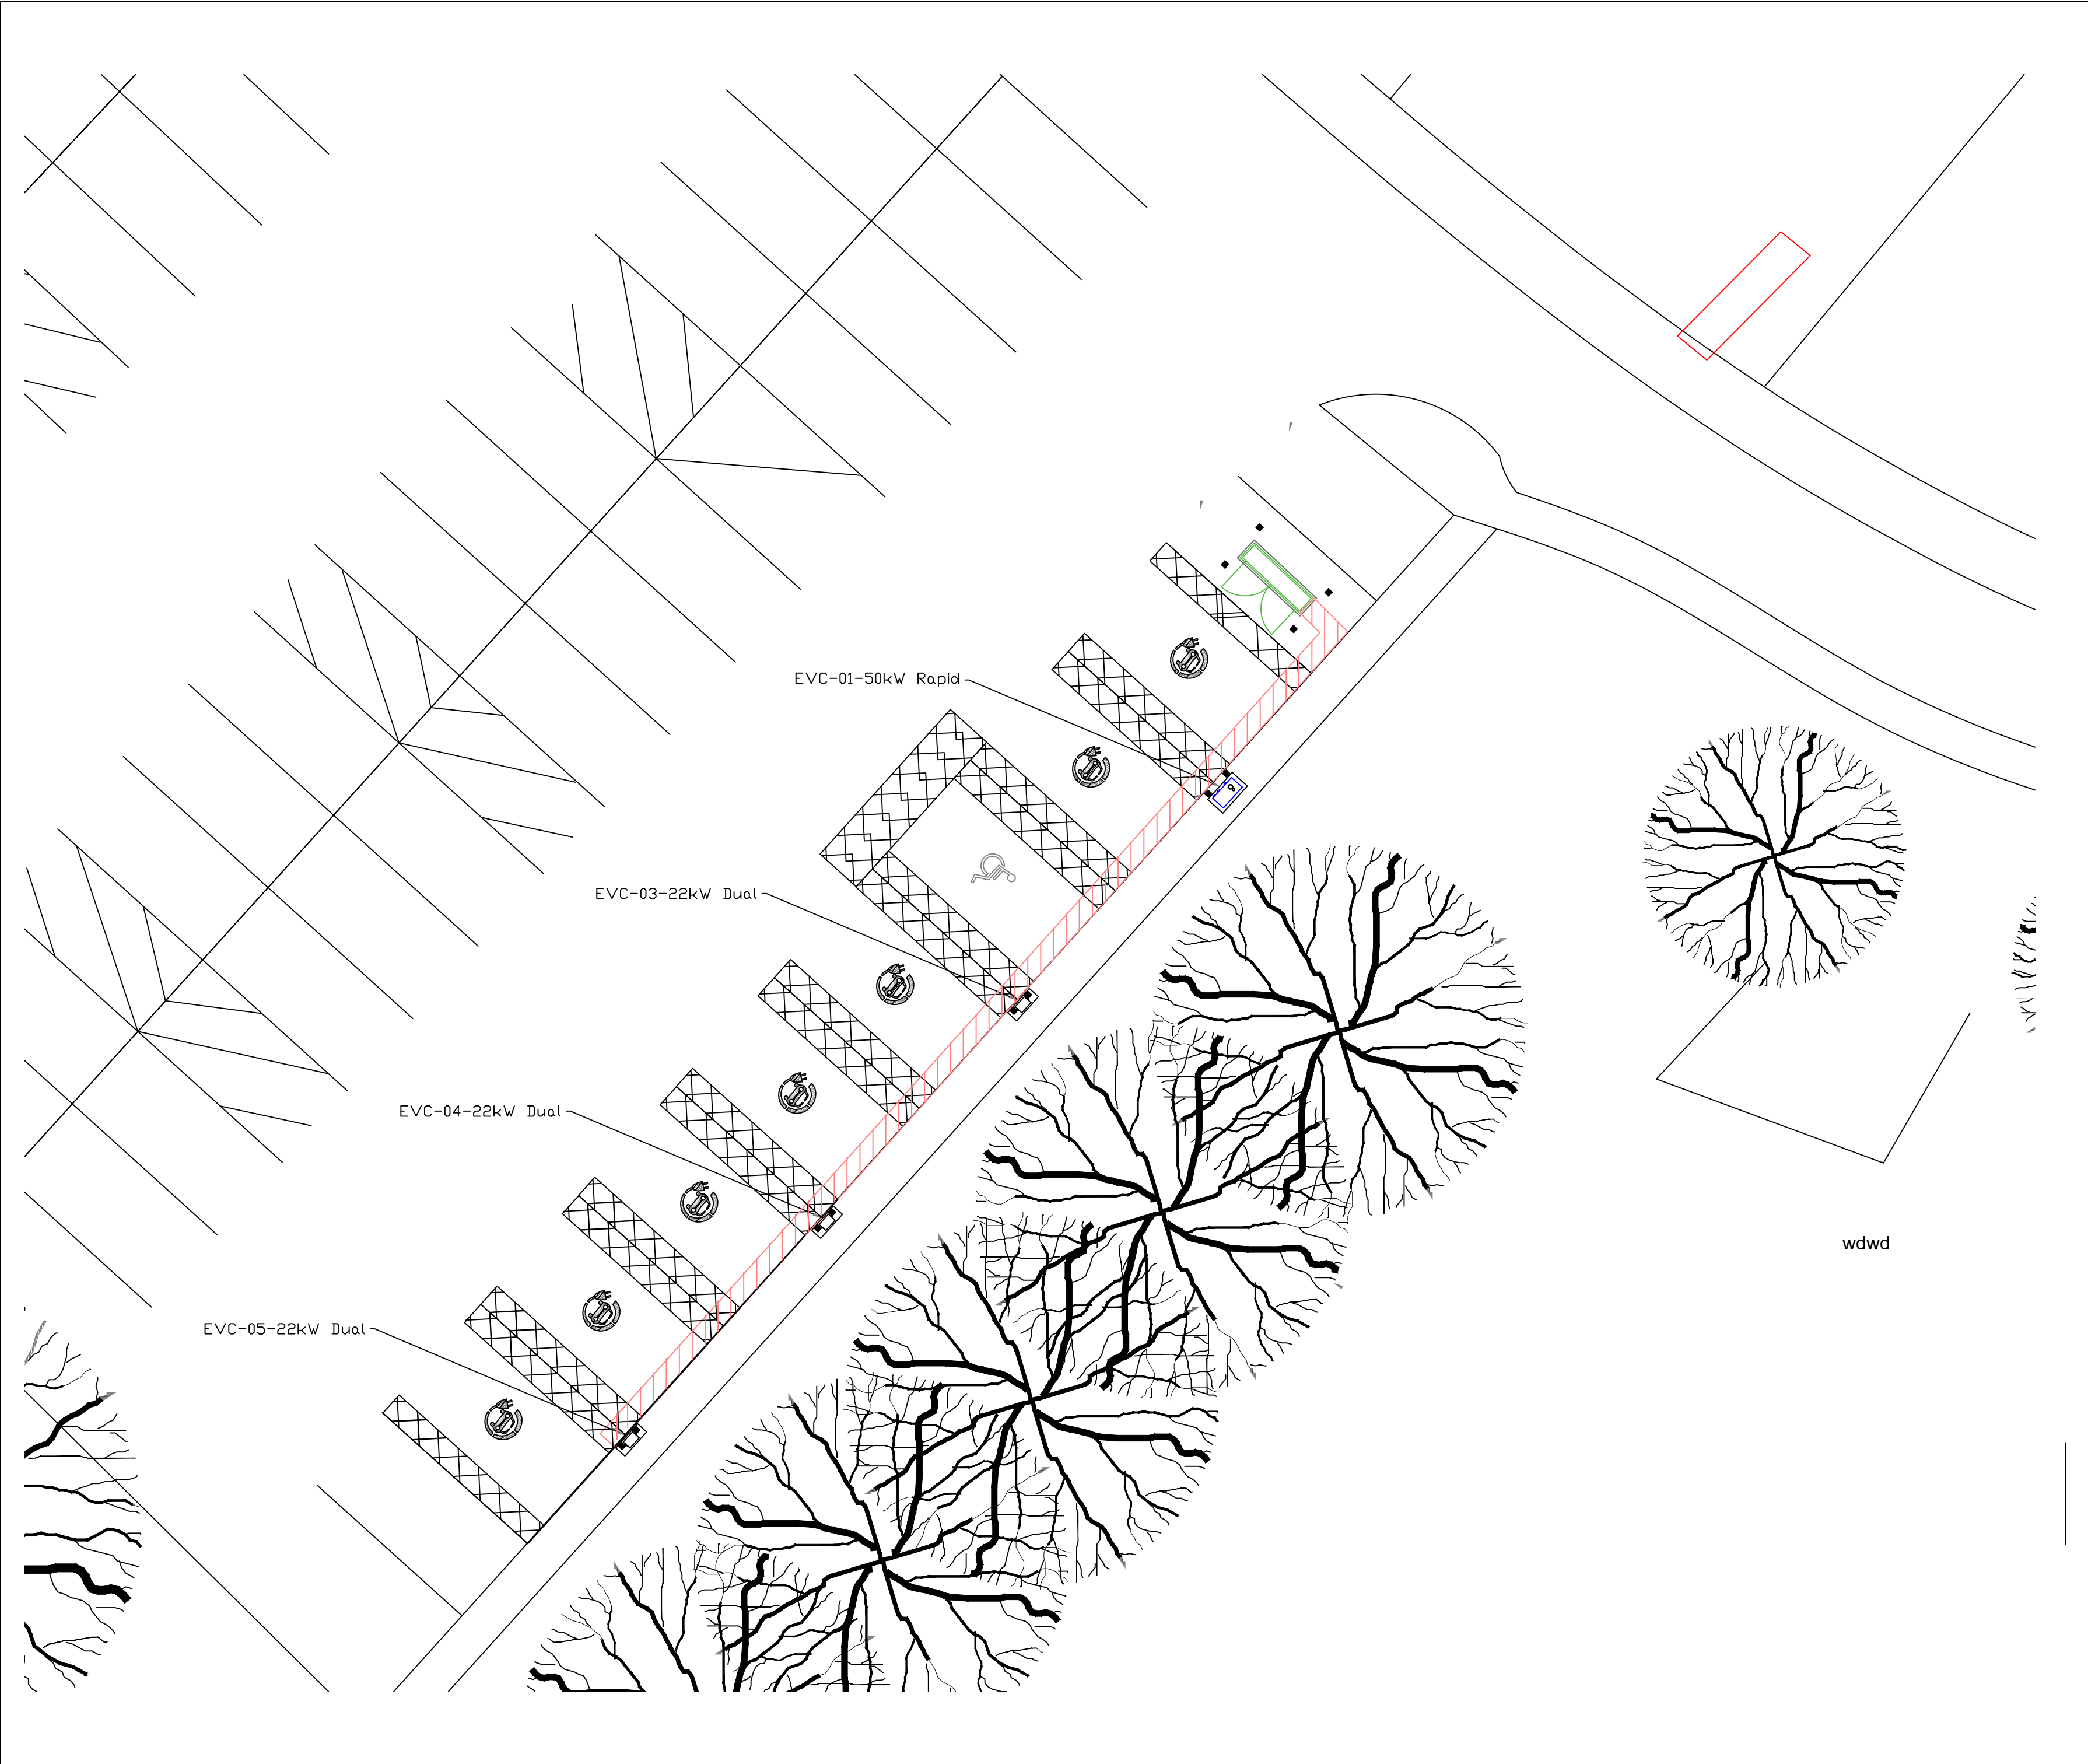 EVC-01-50kW Rapid
EVC-03-22kW Dual
EVC-04-22kW Dual
wdwd
EVC-05-22kW Dual